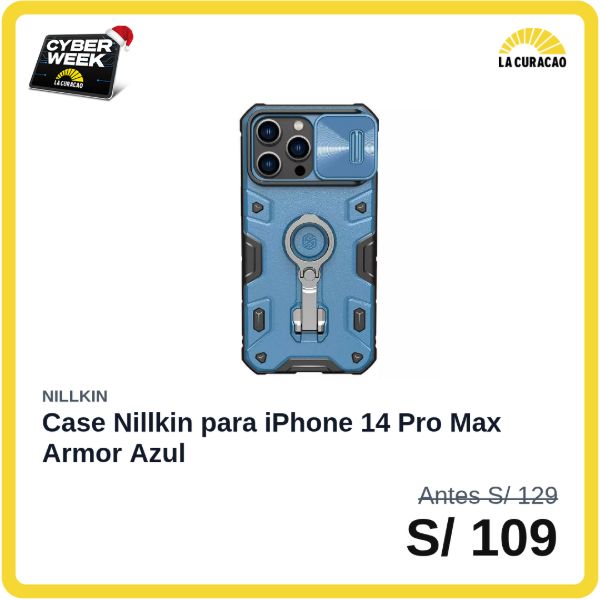 CYBER
WEEK
LA CURACAO
LA CURACAO
NILLKIN
Case Nillkin para iPhone 14 Pro Max
Armor Azul
Antes S/ 129
S/ 109